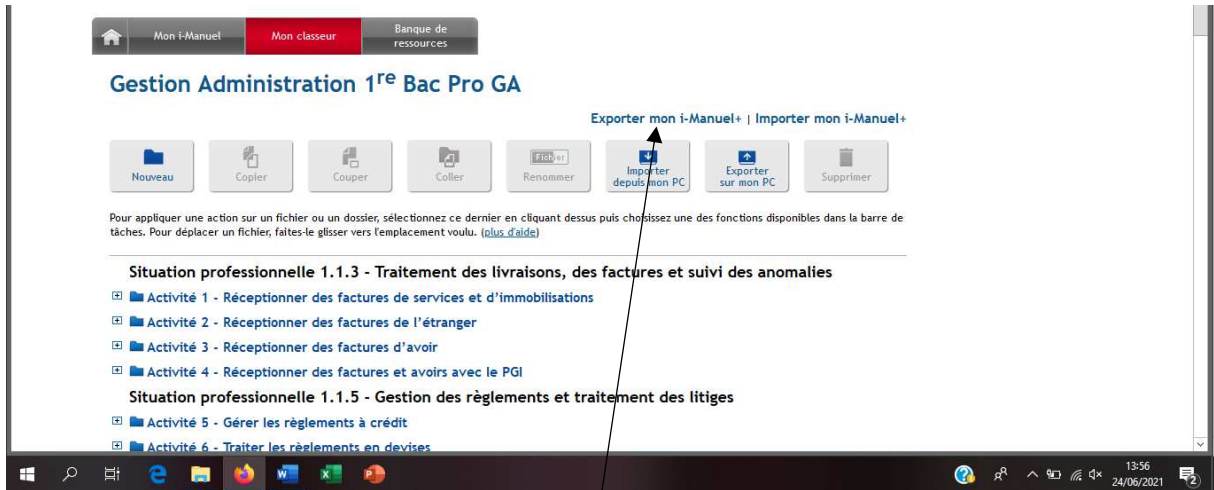 Mon i-Manuel
Mon classeur
Banque de
ressources
Gestion Administration 1re Bac Pro GA
Exporter mon i-Manuel+ | Importer mon i-Manuel+
Nouveau
Copier
Couper
Coller
Fichier
Renommer
Importer
depuis mon PC
Exporter
sur mon PC
Supprimer
Pour appliquer une action sur un fichier ou un dossier, sélectionnez ce dernier en cliquant dessus puis choisissez une des fonctions disponibles dans la barre de
tâches. Pour déplacer un fichier, faites-le glisser vers l'emplacement voulu. (plus d'aide)
Situation professionnelle 1.1.3 - Traitement des livraisons, des factures et suivi des anomalies
Activité 1 - Réceptionner des factures de services et d'immobilisations
Activité 2 - Réceptionner des factures de l'étranger
Activité 3 - Réceptionner des factures d'avoir
Activité 4 - Réceptionner des factures et avoirs avec le PGI
Situation professionnelle 1.1.5 - Gestion des règlements et traitement des litiges
Activité 5 - Gérer les règlements à crédit
Activité 6 - Traiter les règlements en devises
13:56
24/06/2021
2